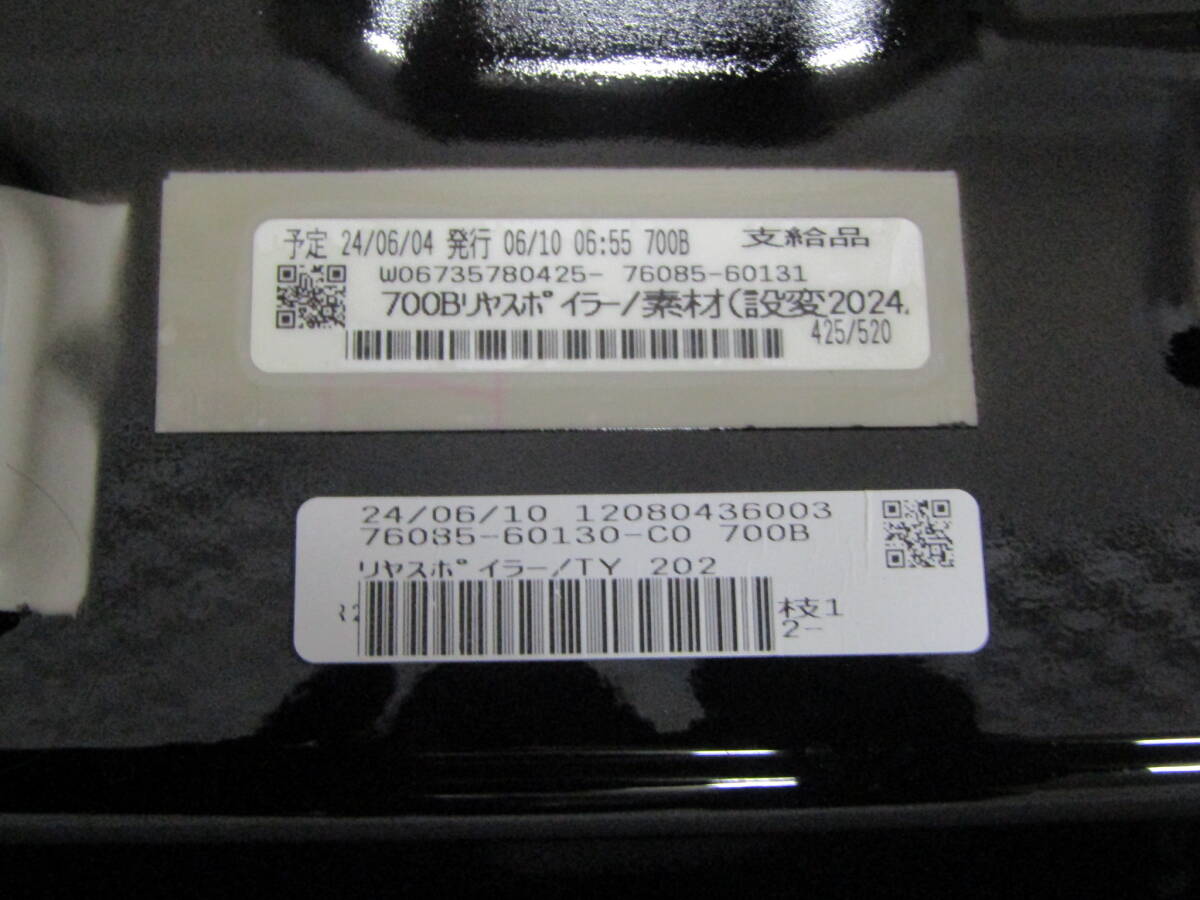 予定 24/06/04 発行 06/10 06:55 700B 支給品
W06735780425- 76085-60131
700Bリヤスポイラー/素材(設変2024.
425/520
24/06/10 12080436003
76085-60130-C0 700B
リヤスポイラー/TY 202
枝1
2-